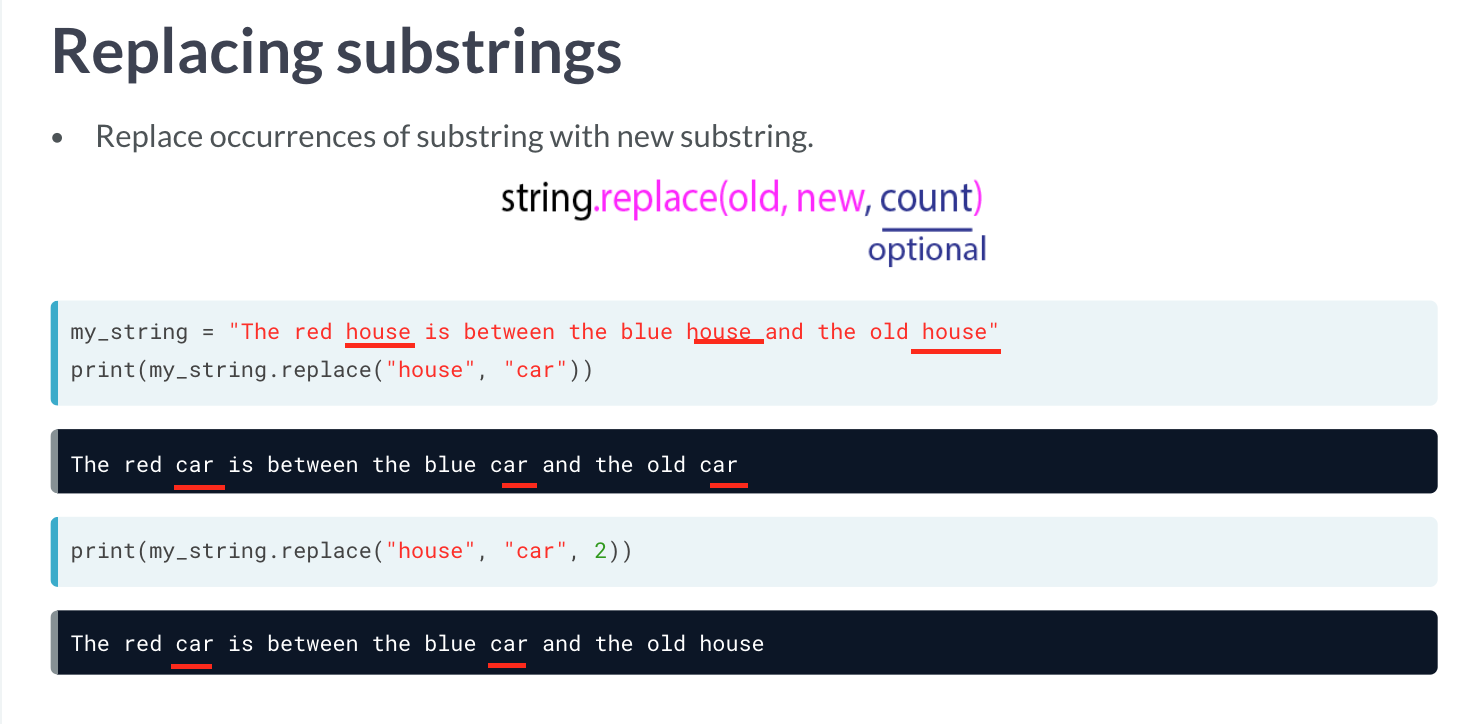 Replacing substrings
• Replace occurrences of substring with new substring.
string.replace(old, new, count)
optional
my_string = "The red house is between the blue house and the old house"
print(my_string.replace("house", "car"))
The red car is between the blue car and the old car
print(my_string.replace("house", "car", 2))
The red car is between the blue car and the old house